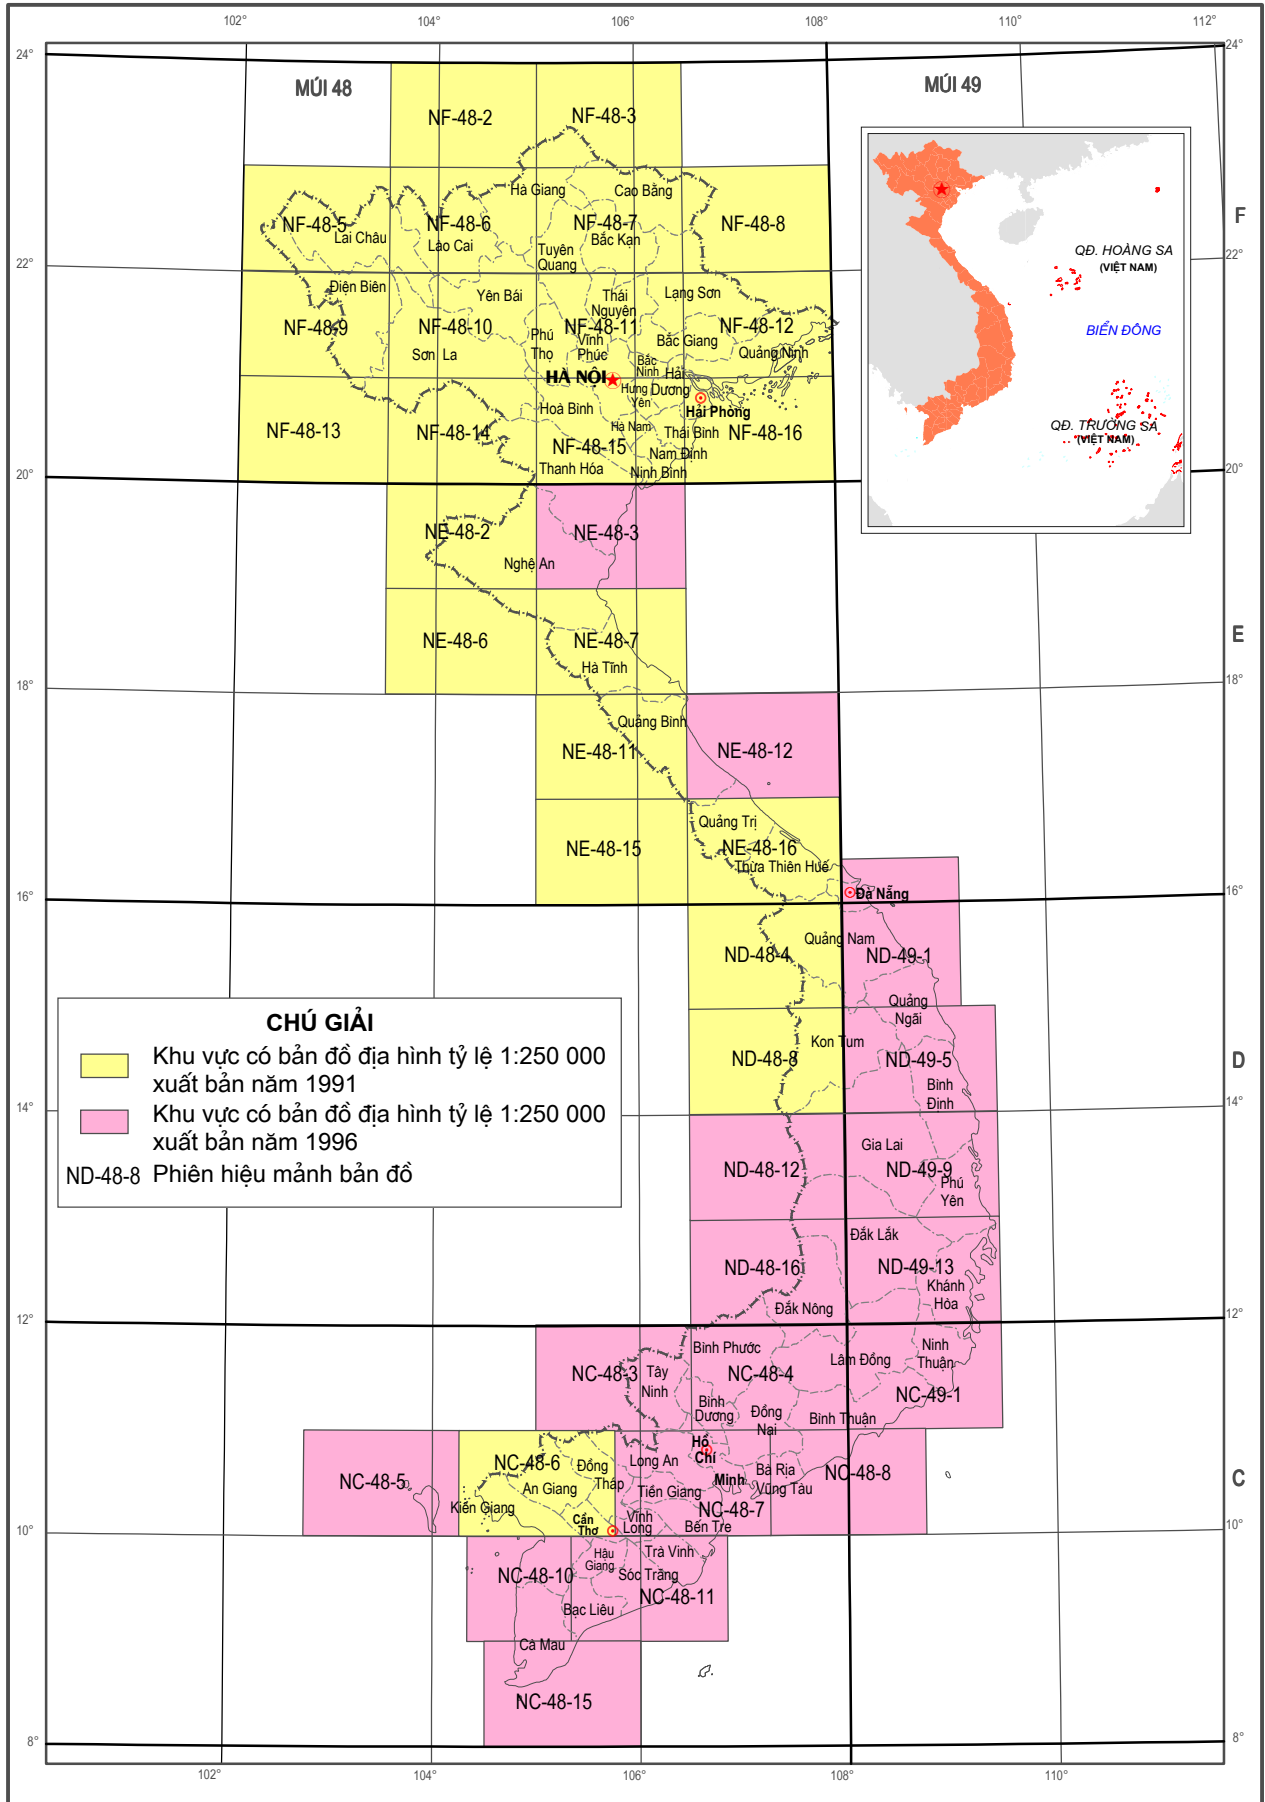 102° 104° 106° 108° 110° 112°
24° 24°
MÚI 48 MÚI 49
NF-48-2 NF-48-3
Hà Giang Cao Bằng
NF-48-5 NF-48-6 NF-48-7 NF-48-8 F
Lai Châu Lào Cai Bắc Kạn
Tuyên
Quang
QĐ. HOÀNG SA
(VIỆT NAM)
22° 22°
Điện Biên Yên Bái Thái
Nguyên
Lạng Sơn
NF-48-9 NF-48-10 NF-48-11 NF-48-12
BIỂN ĐÔNG
Phú
Thọ
Vĩnh
Phúc
Bắc Giang
Sơn La Quảng Ninh
Bắc
Ninh
HÀ NỘI
Hải
Dương
Hưng
Yên
Hải Phòng
Hoà Bình
Hà Nam Thái Bình
NF-48-13 NF-48-14 NF-48-15 NF-48-16
QĐ. TRƯỜNG SA
(VIỆT NAM)
Nam Định
Thanh Hóa Ninh Bình
20° 20°
NE-48-2 NE-48-3
Nghệ An
NE-48-6 NE-48-7 E
Hà Tĩnh
18° 18°
Quảng Bình
NE-48-11 NE-48-12
Quảng Trị
NE-48-15 NE-48-16
Thừa Thiên Huế
16° Đà Nẵng 16°
Quảng Nam
ND-48-4 ND-49-1
Quảng
Ngãi
CHÚ GIẢI
Khu vực có bản đồ địa hình tỷ lệ 1:250 000
xuất bản năm 1991
Khu vực có bản đồ địa hình tỷ lệ 1:250 000
xuất bản năm 1996
ND-48-8 Phiên hiệu mảnh bản đồ
Kon Tum
ND-48-8 ND-49-5 D
Bình
Định
14° 14°
Gia Lai
ND-48-12 ND-49-9
Phú
Yên
Đắk Lắk
ND-48-16 ND-49-13
Khánh
Hòa
Đắk Nông
12° 12°
Bình Phước
Ninh
Thuận
Lâm Đồng
NC-48-3 Tây
Ninh
NC-48-4 NC-49-1
Bình
Dương
Đồng
Nai
Bình Thuận
Hồ
Chí
Minh
NC-48-5 NC-48-6 Đồng
Tháp
Long An
Bà Rịa
Vũng Tàu
NC-48-8 C
An Giang Tiền Giang
Kiên Giang NC-48-7
Cần
Thơ
Vĩnh
Long
Bến Tre
10° 10°
Hậu
Giang
Trà Vinh
NC-48-10 Sóc Trăng
NC-48-11
Bạc Liêu
Cà Mau
NC-48-15
8° 8°
102° 104° 106° 108° 110°